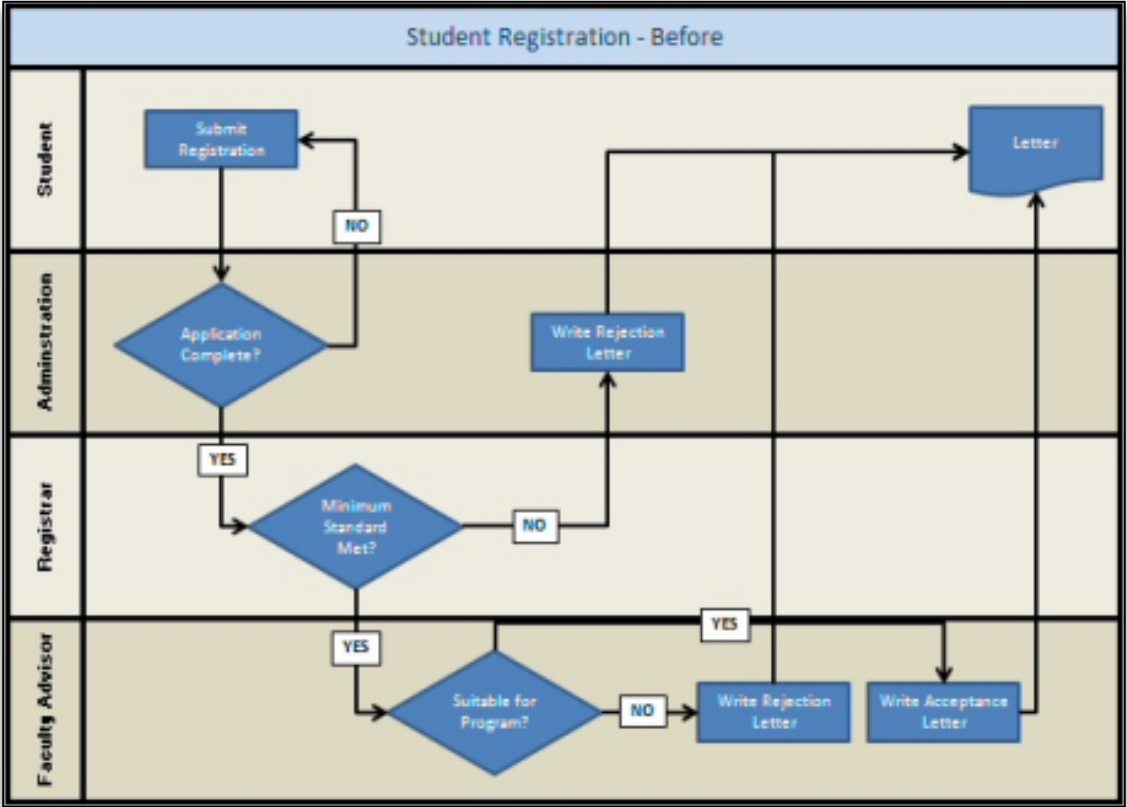 Student Registration - Before
Student
Submit
Registration
NO
Letter
Adminstration
Application
Complete?
Write Rejection
Letter
YES
Registrar
Minimum
Standard
Met?
NO
YES
YES
Faculty Advisor
Suitable for
Program?
NO
Write Rejection
Letter
Write Acceptance
Letter